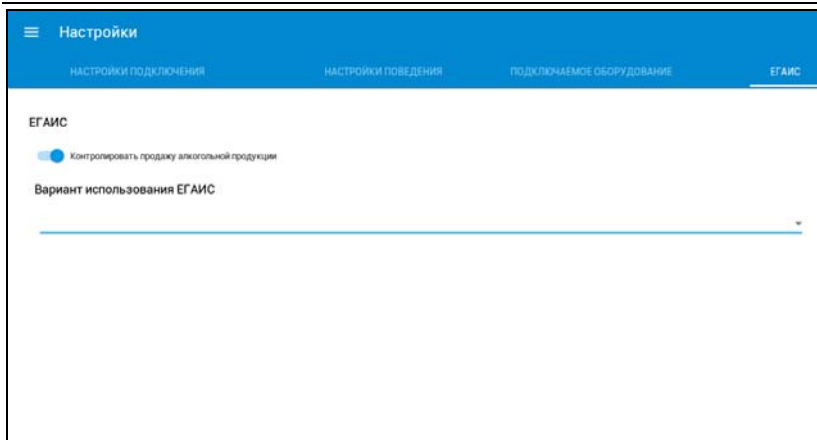 Настройки
НАСТРОЙКИ ПОДКЛЮЧЕНИЯ НАСТРОЙКИ ПОВЕДЕНИЯ ПОДКЛЮЧАЕМОЕ ОБОРУДОВАНИЕ ЕГАИС
ЕГАИС
Контролировать продажу алкогольной продукции
Вариант использования ЕГАИС